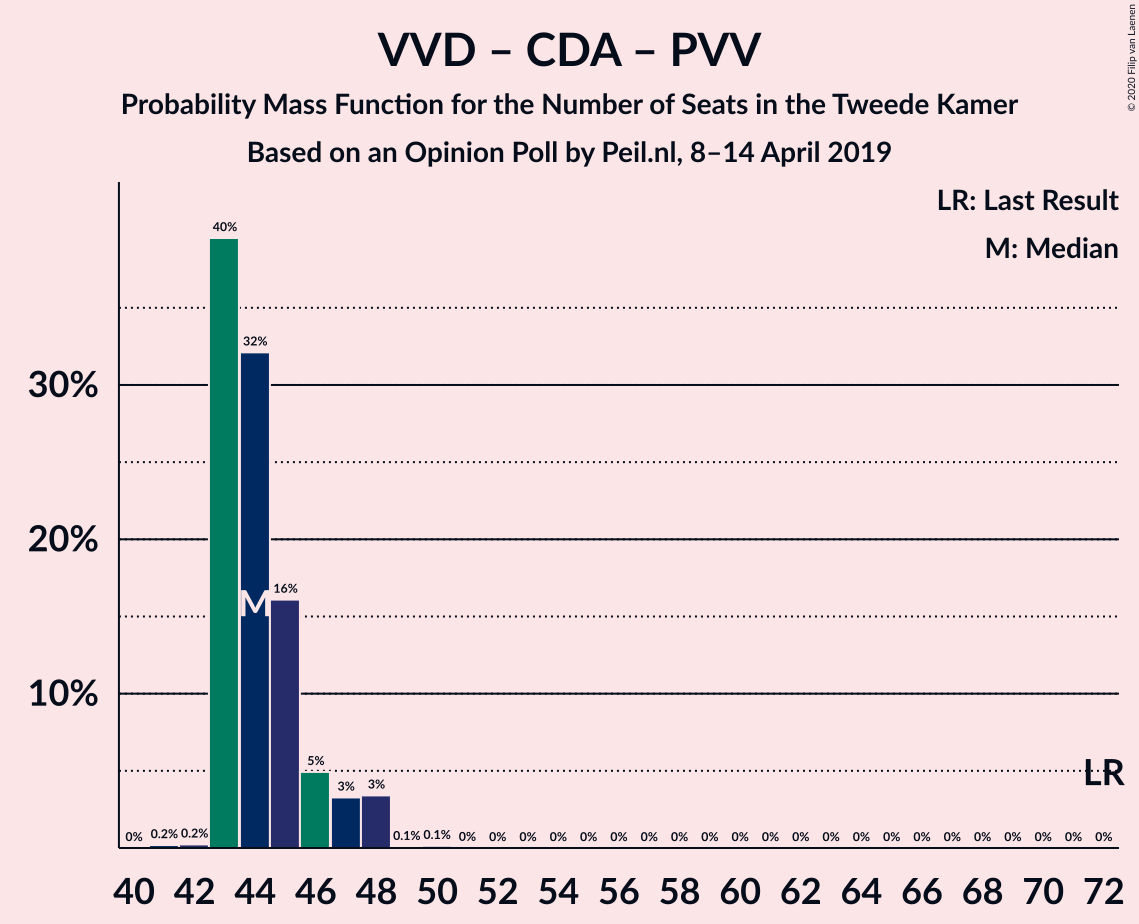 VVD – CDA – PVV
Probability Mass Function for the Number of Seats in the Tweede Kamer
Based on an Opinion Poll by Peil.nl, 8–14 April 2019
© 2020 Filip van Laenen
LR: Last Result
M: Median
30%
20%
10%
0% 0.2% 0.2% 40% 32% 16% 5% 3% 3% 0.1% 0.1% 0% 0% 0% 0% 0% 0% 0% 0% 0% 0% 0% 0% 0% 0% 0% 0% 0% 0% 0% 0% 0% 0%
M
LR
40 42 44 46 48 50 52 54 56 58 60 62 64 66 68 70 72